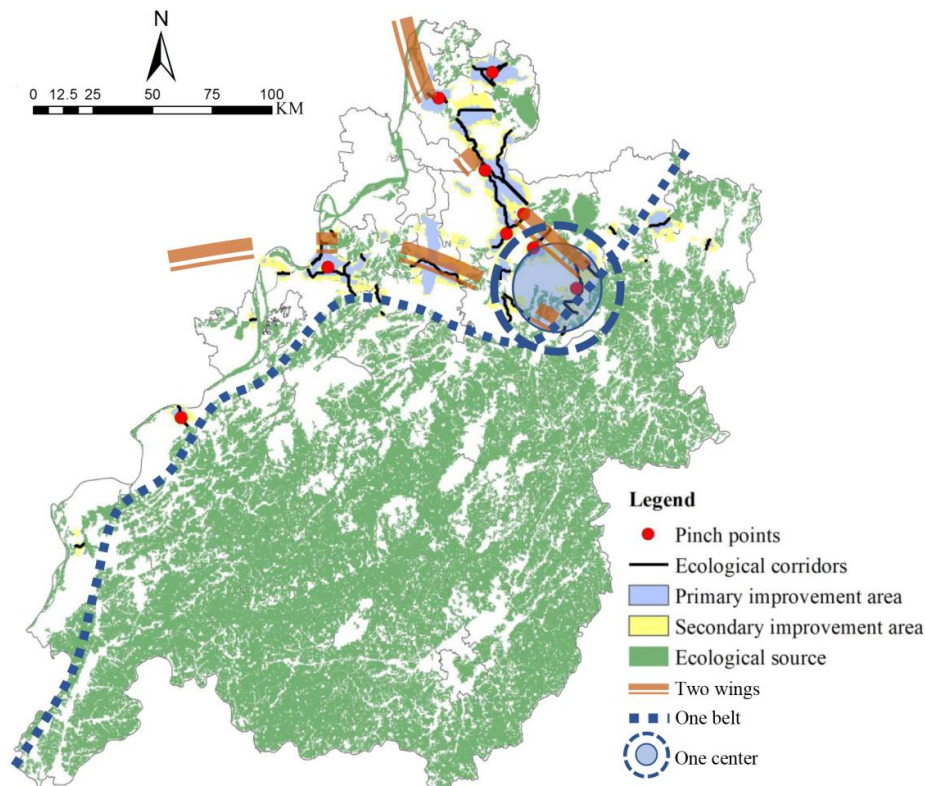 N
0 12.5 25 50 75 100
KM
Legend
Pinch points
Ecological corridors
Primary improvement area
Secondary improvement area
Ecological source
Two wings
One belt
One center